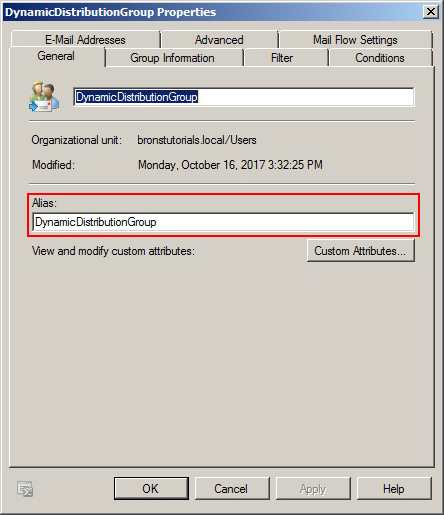 DynamicDistributionGroup Properties
E-Mail Addresses Advanced Mail Flow Settings
General Group Information Filter Conditions
DynamicDistributionGroup
Organizational unit: bronstutorials.local/Users
Modified: Monday, October 16, 2017 3:32:25 PM
Alias:
DynamicDistributionGroup
View and modify custom attributes: Custom Attributes...
OK Cancel Apply Help